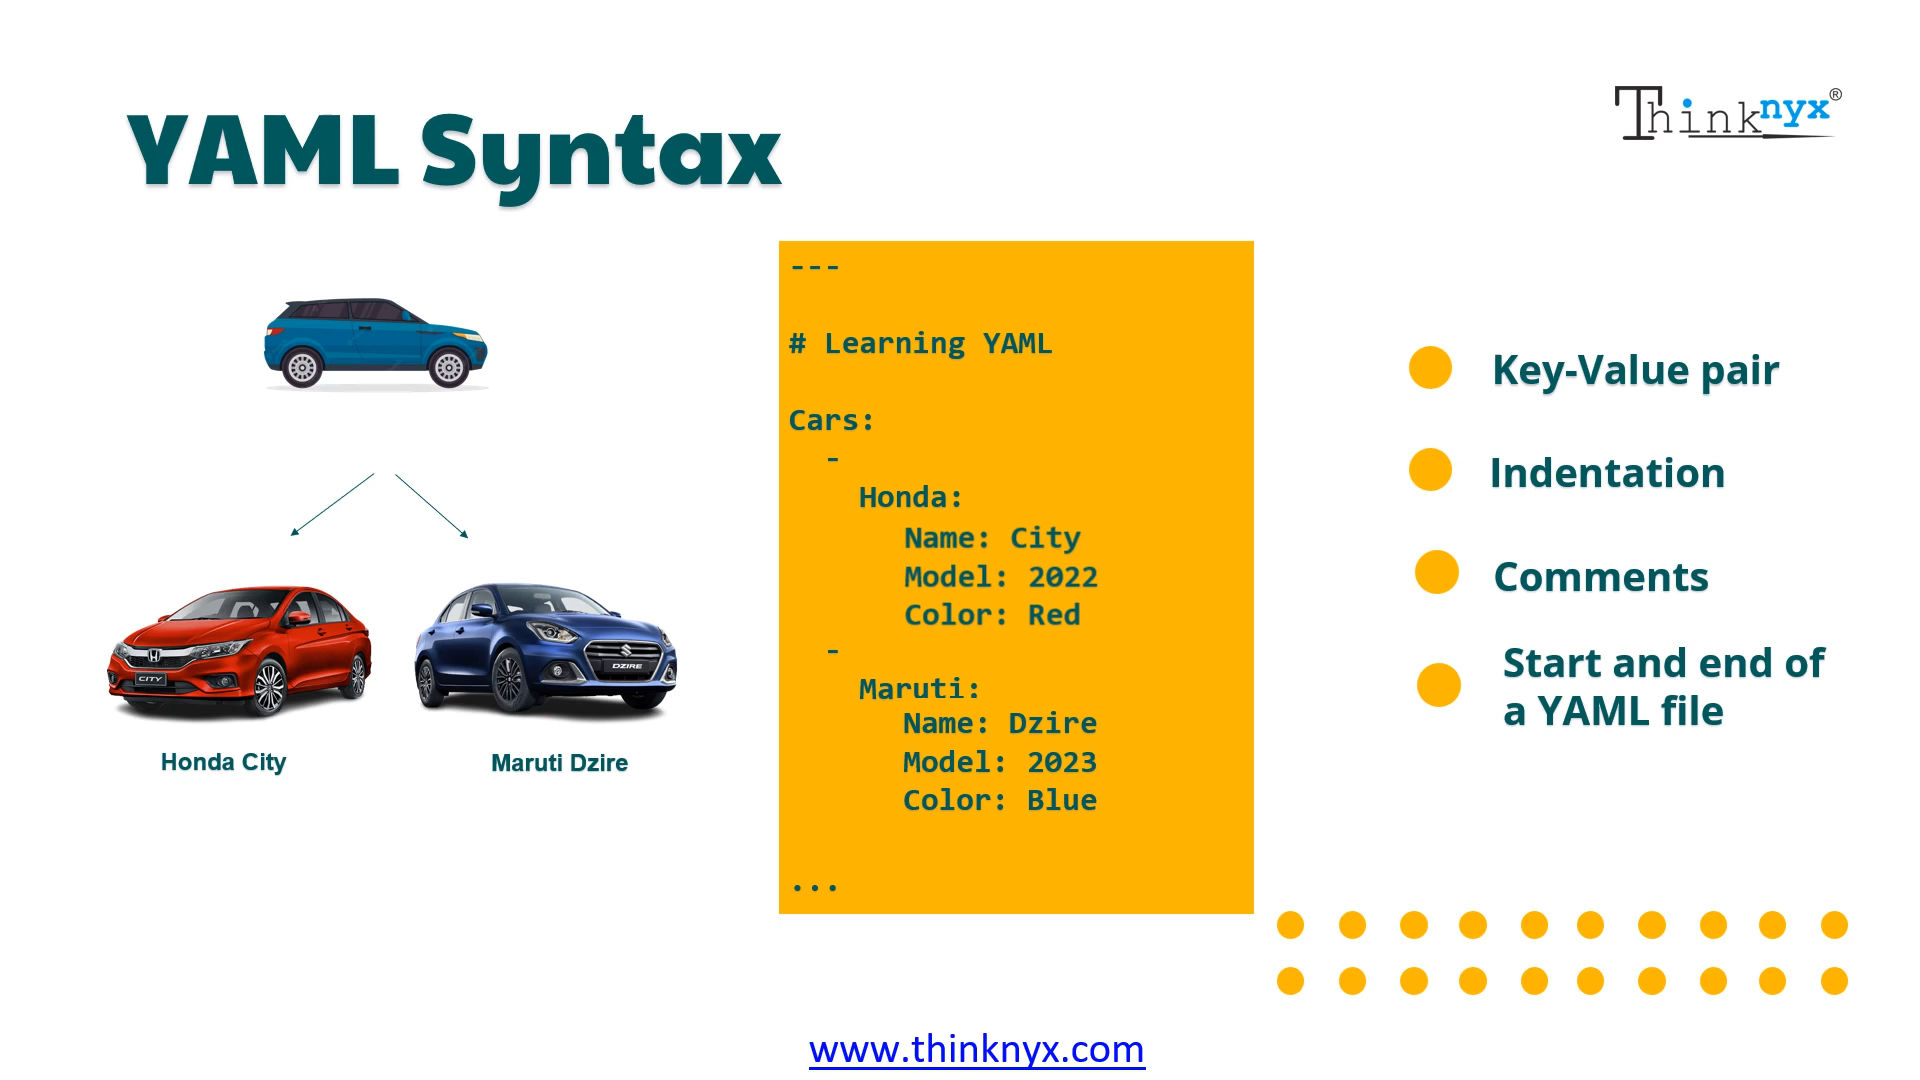 YAML Syntax
Thinknyx®
CITY
DZIRE
Honda City
Maruti Dzire
---
# Learning YAML
Cars:
-
Honda:
Name: City
Model: 2022
Color: Red
-
Maruti:
Name: Dzire
Model: 2023
Color: Blue
...
Key-Value pair
Indentation
Comments
Start and end of
a YAML file
www.thinknyx.com